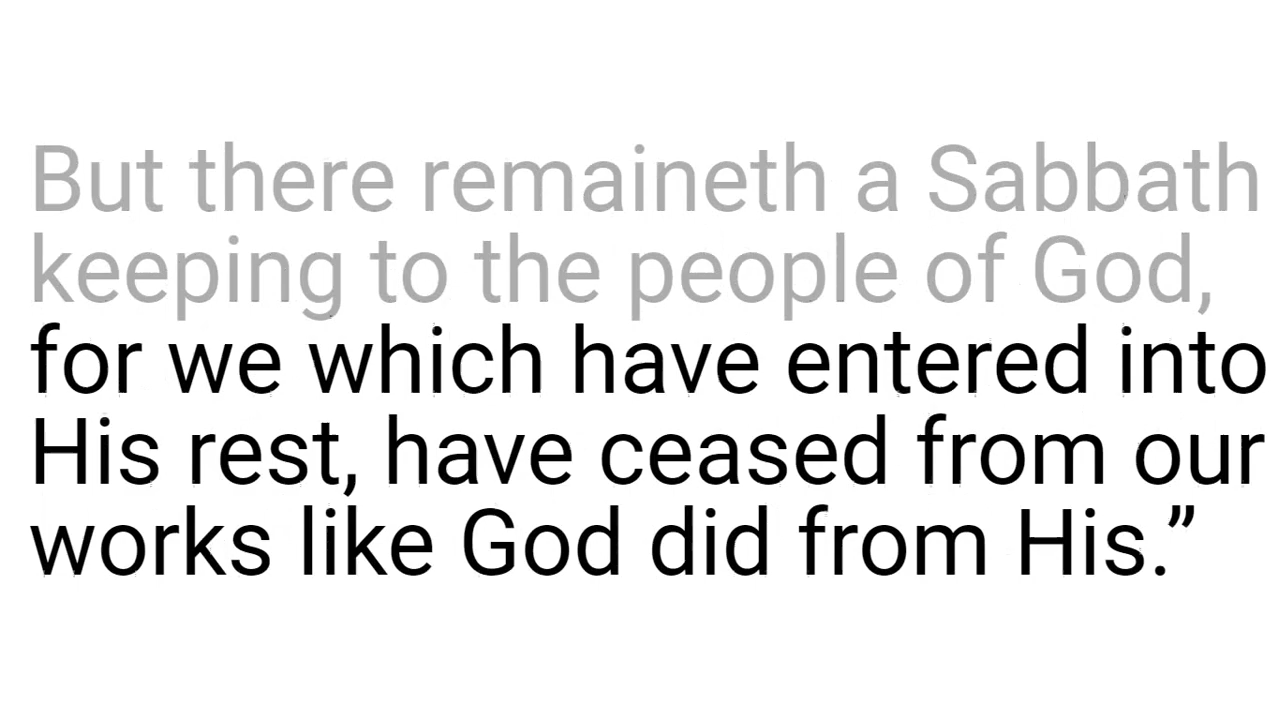 But there remaineth a Sabbath
keeping to the people of God,
for we which have entered into
His rest, have ceased from our
works like God did from His.”